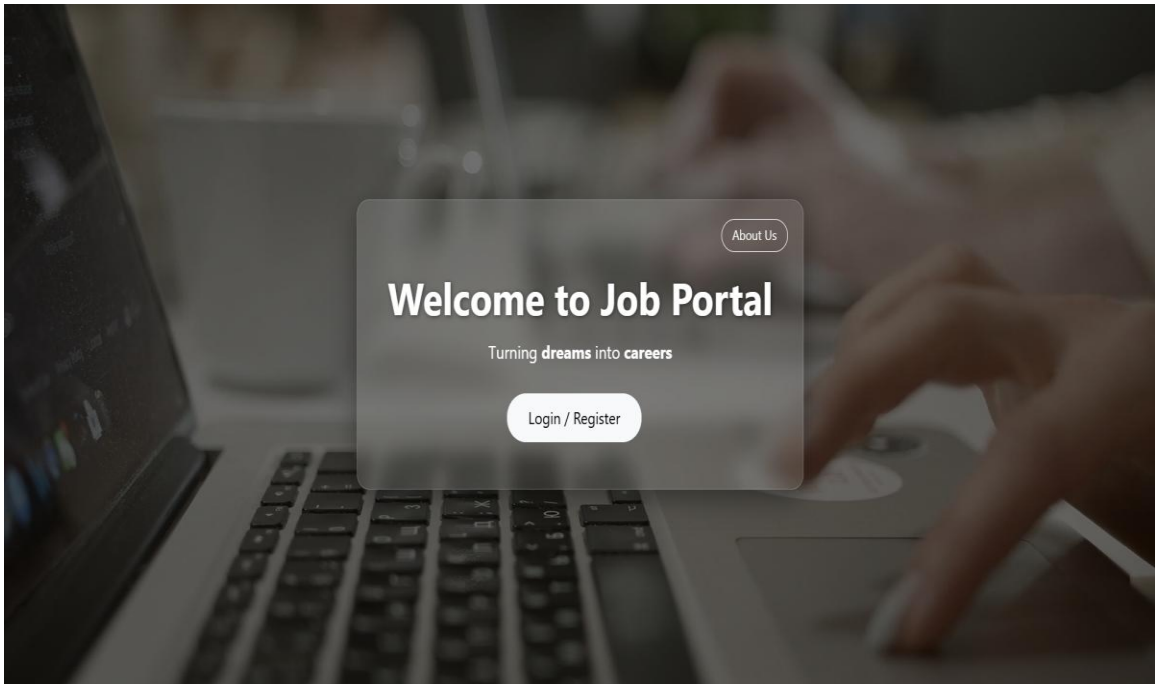 About Us
Welcome to Job Portal
Turning dreams into careers
Login / Register